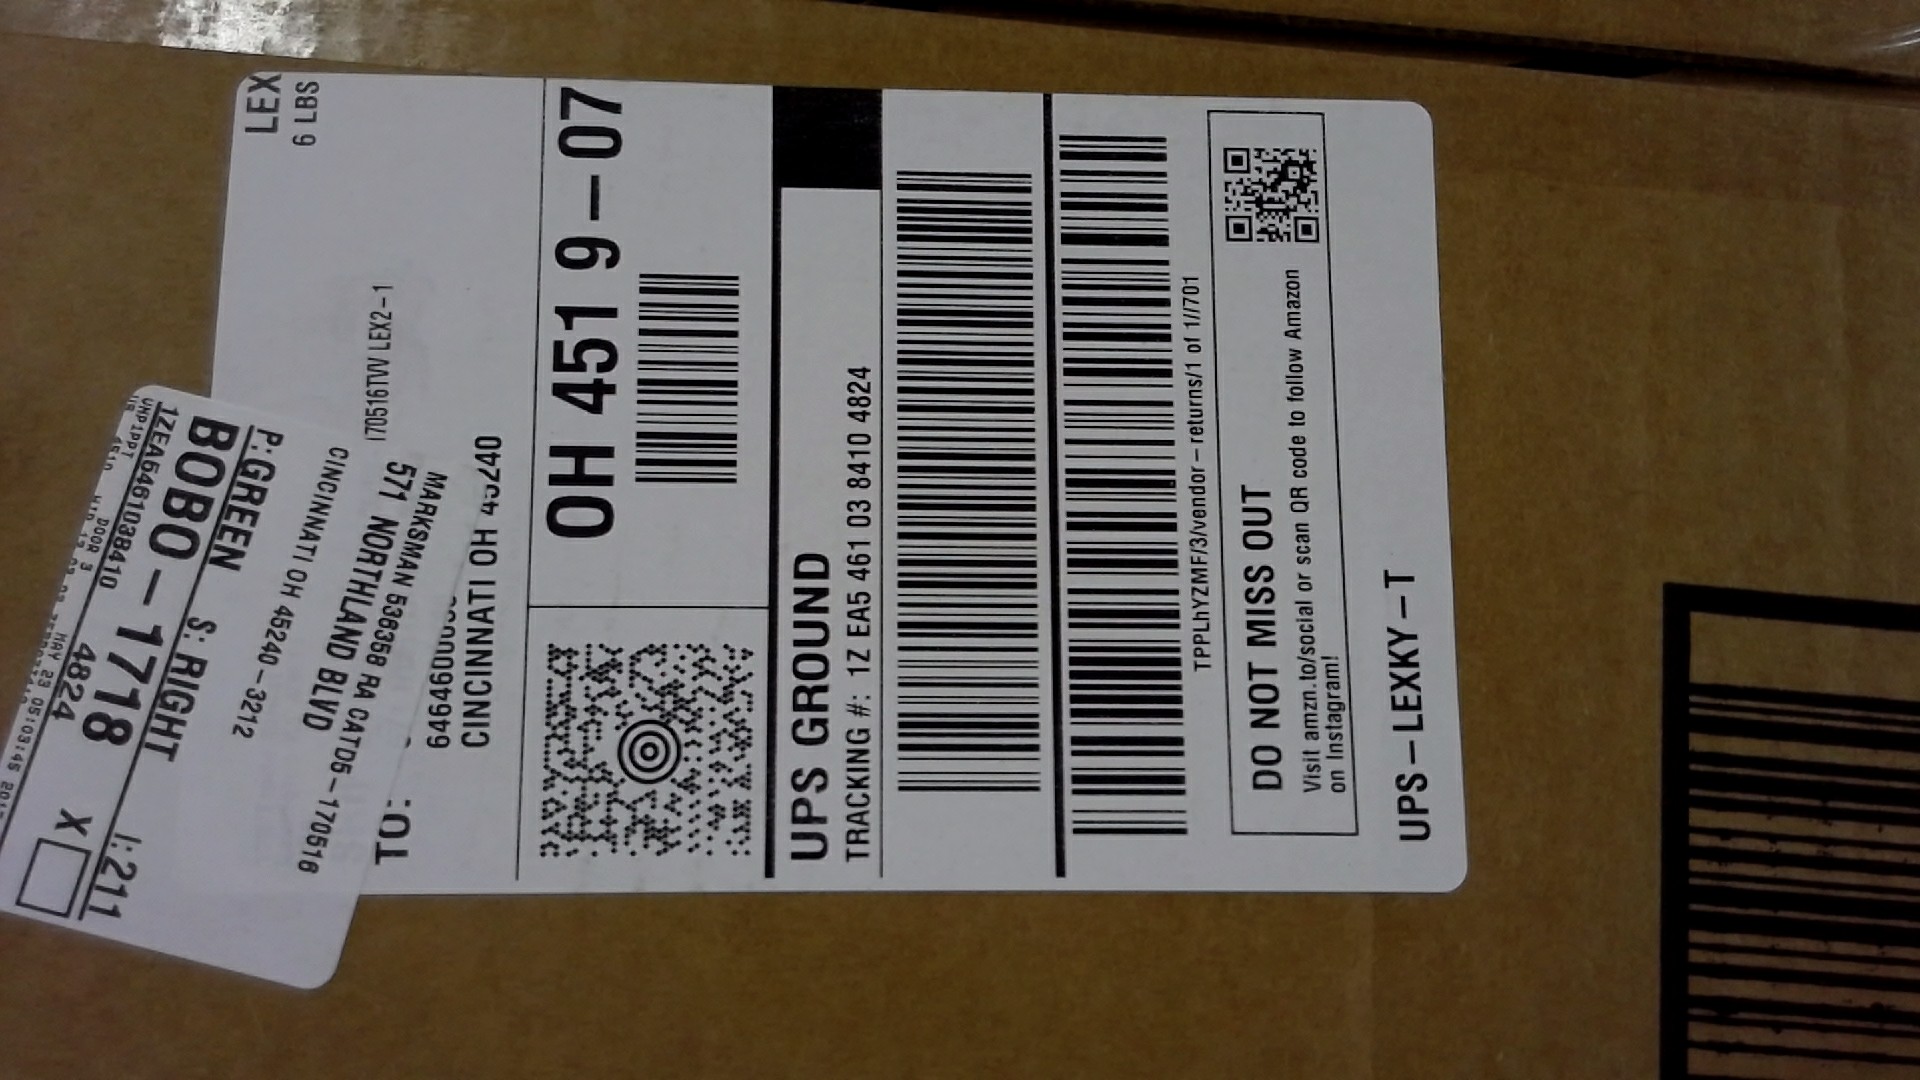 LEX
6 LBS
170516TVV LEX2-1
TO:
CINCINNATI OH 45240
OH 451 9-07
UPS GROUND
TRACKING #: 1Z EA5 461 03 8410 4824
TPPLhYZMF/3/vendor-returns/1 of 1//701
DO NOT MISS OUT
Visit amzn.to/social or scan QR code to follow Amazon
on Instagram!
UPS-LEXKY-T
MARKSMAN 536358 RA CATD5-170516
571 NORTHLAND BLVD
CINCINNATI OH 45240-3212
P: GREEN S: RIGHT I: 211
BOBO-1718 X
4824
DOOR 3